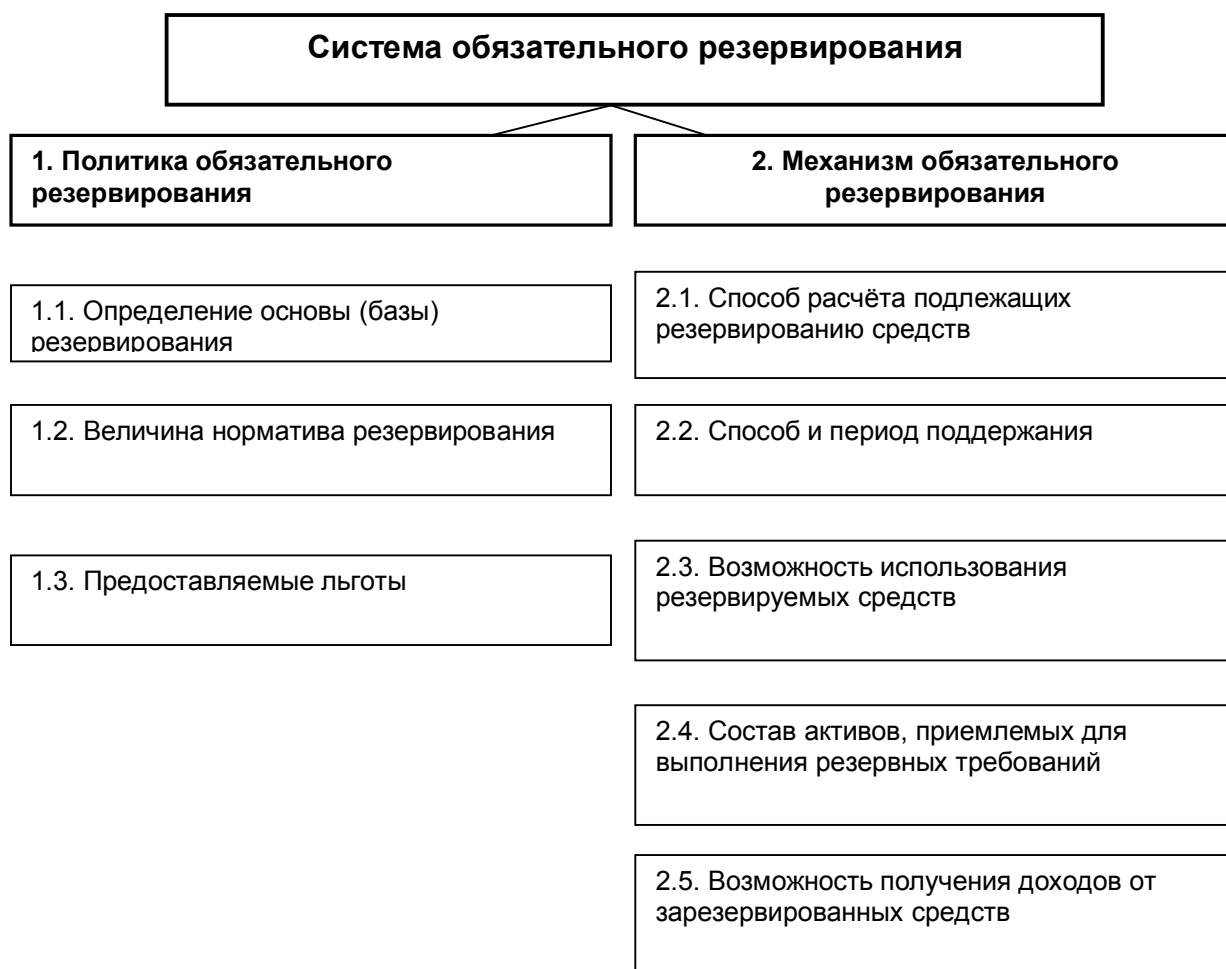 Система обязательного резервирования
1. Политика обязательного
резервирования
1.1. Определение основы (базы)
резервирования
1.2. Величина норматива резервирования
1.3. Предоставляемые льготы
2. Механизм обязательного
резервирования
2.1. Способ расчёта подлежащих
резервированию средств
2.2. Способ и период поддержания
2.3. Возможность использования
резервируемых средств
2.4. Состав активов, приемлемых для
выполнения резервных требований
2.5. Возможность получения доходов от
зарезервированных средств